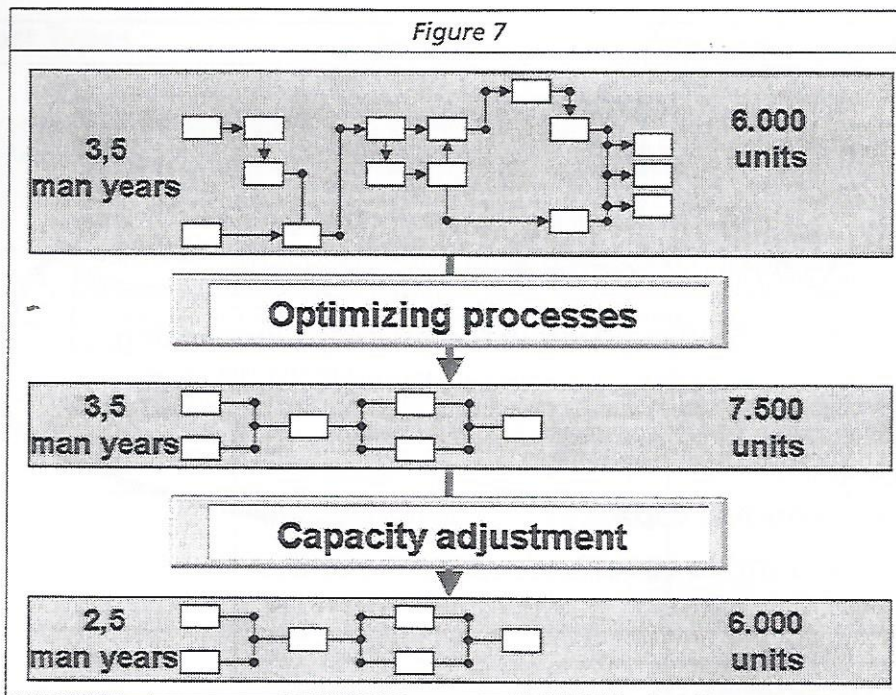 Figure 7
3,5
man years
6.000
units
Optimizing processes
3,5
man years
7.500
units
Capacity adjustment
2,5
man years
6.000
units